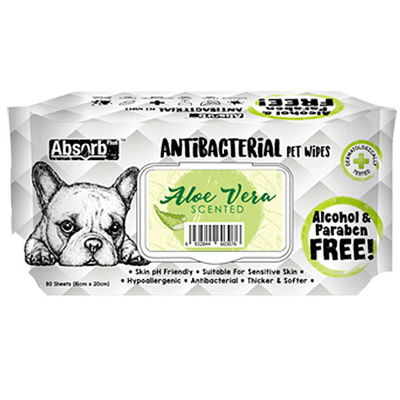 Alcohol &
Paraben
FREE!
Absorb
ANTIBACTERIAL PET WIPES
DERMATOLOGICALLY
TESTED
Aloe Vera
SCENTED
Alcohol &
Paraben
FREE!
• Skin pH Friendly • Suitable For Sensitive Skin •
• Hypoallergenic • Antibacterial • Thicker & Softer •
80 Sheets (15cm x 20cm)